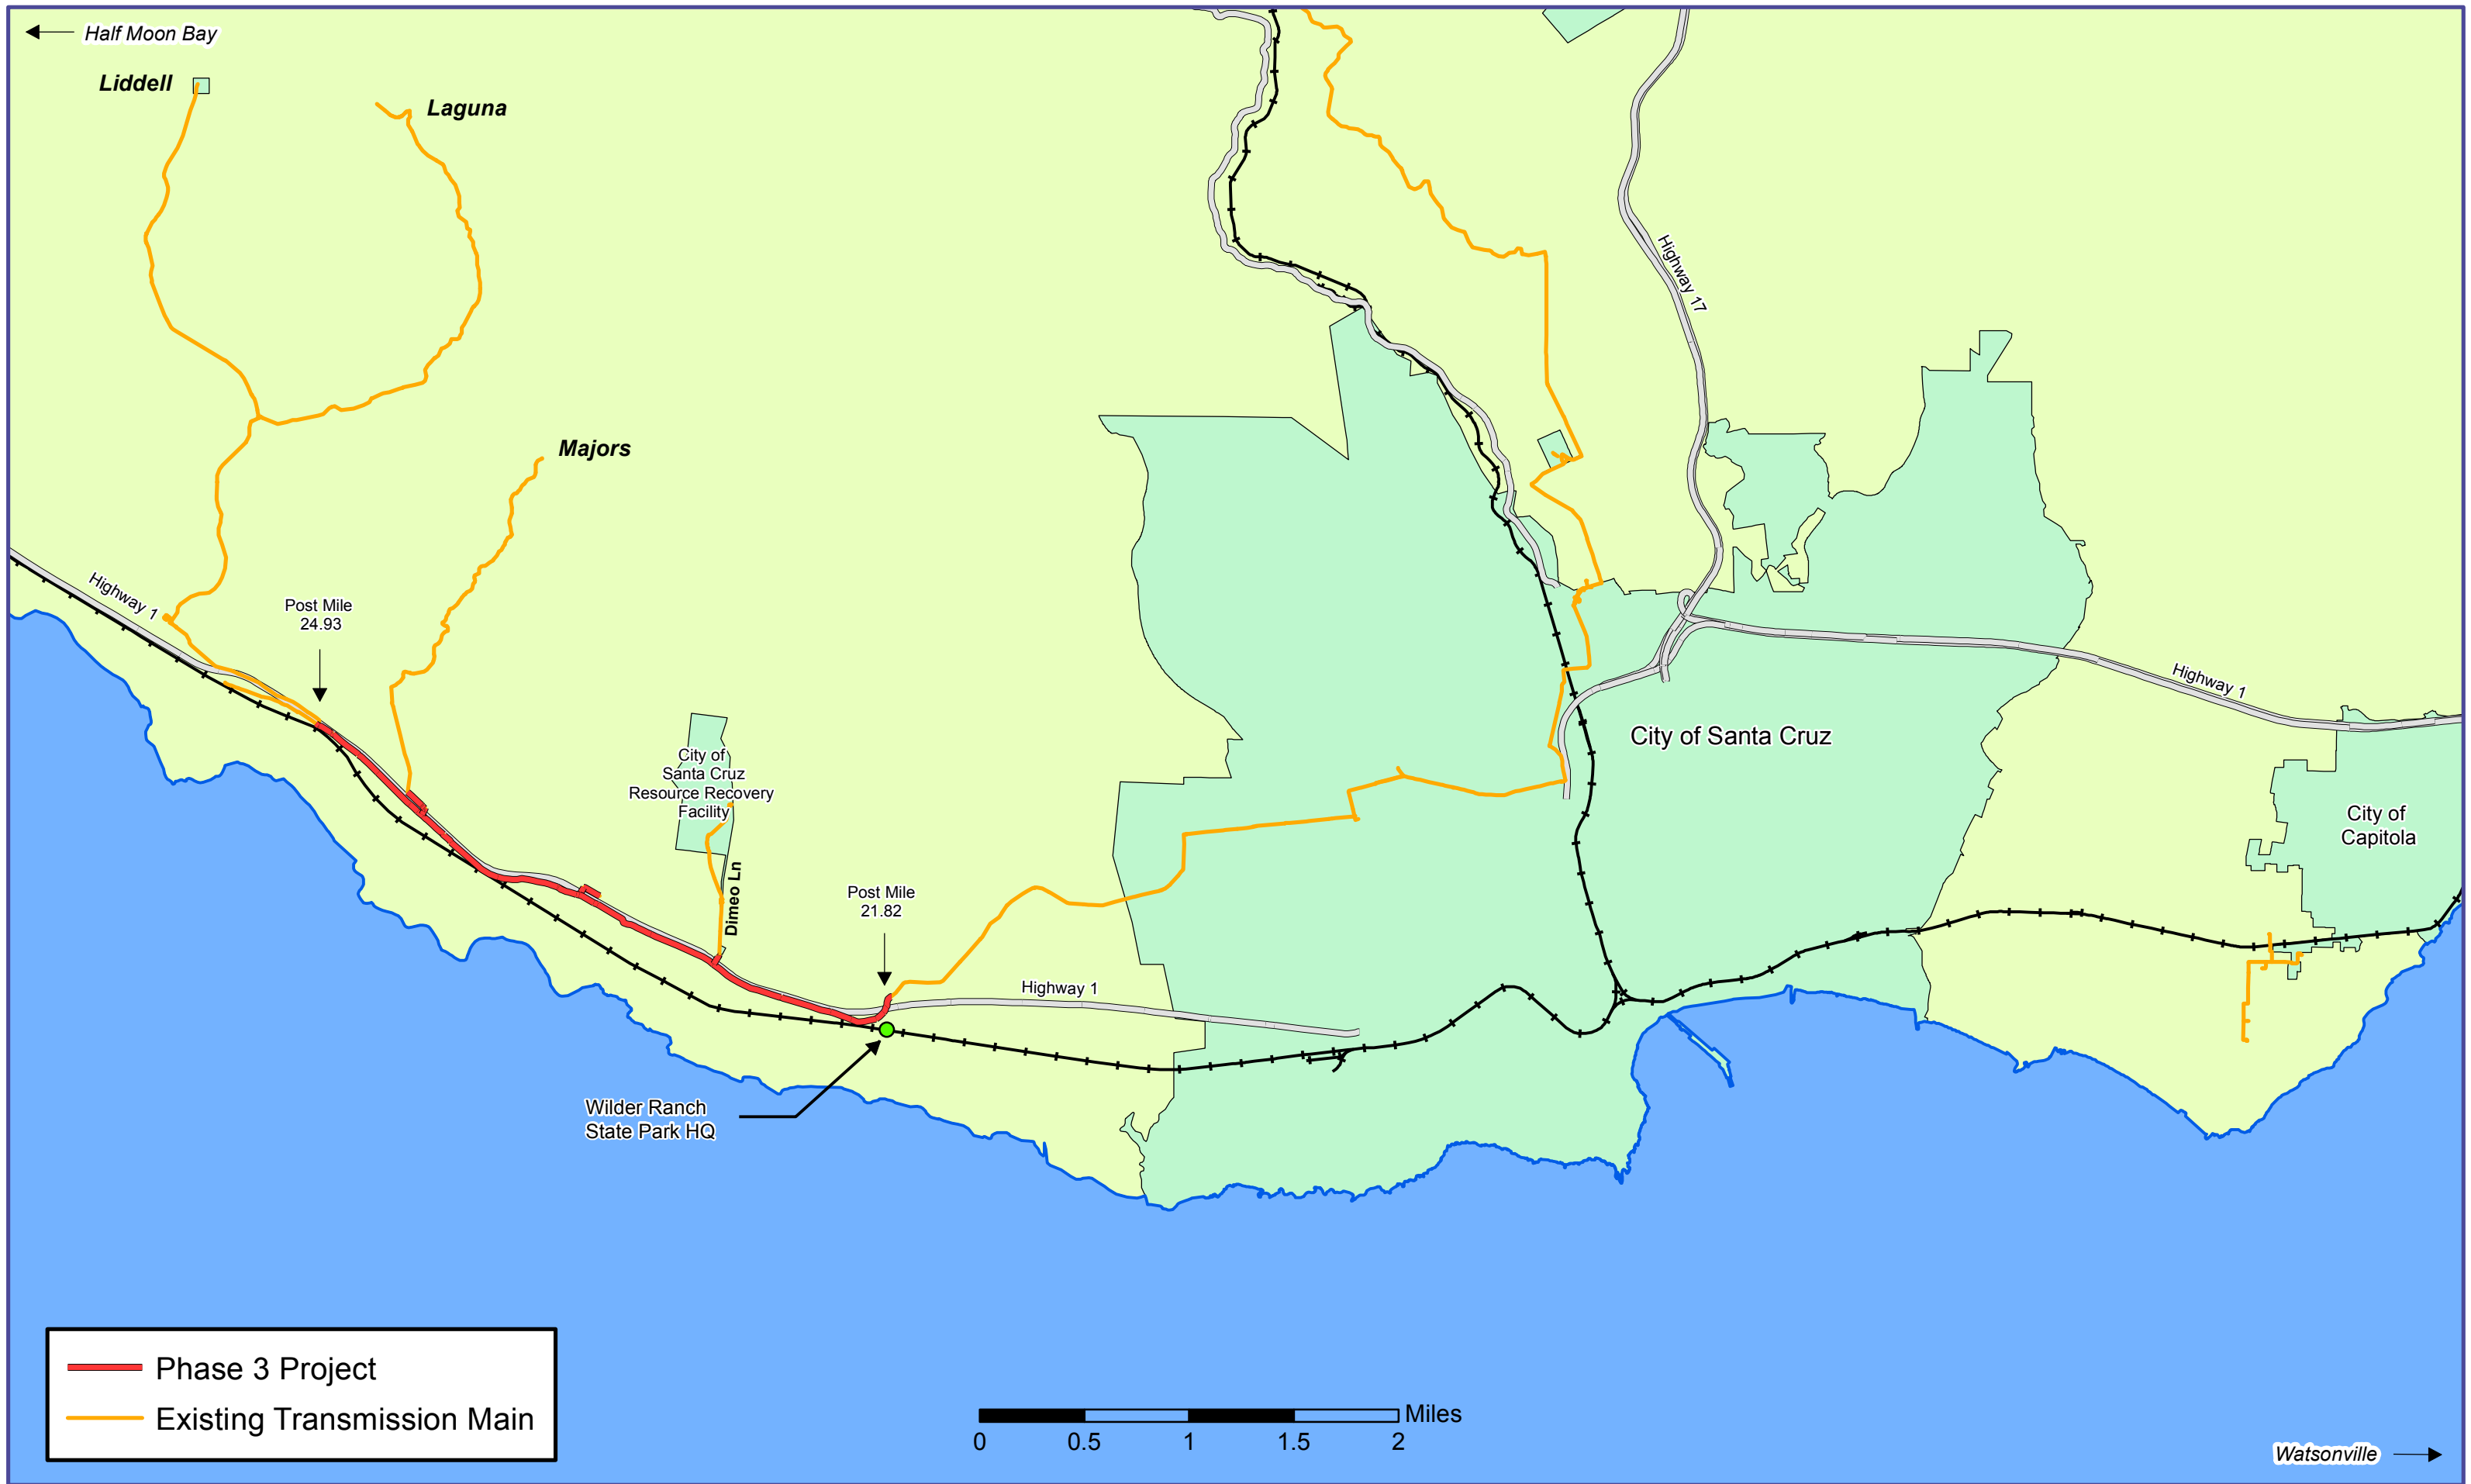 Half Moon Bay
Liddell
Laguna
Highway 17
Majors
Highway 1
Post Mile
24.93
Highway 1
City of Santa Cruz
City of
Santa Cruz
Resource Recovery
Facility
City of
Capitola
Dimeo Ln
Post Mile
21.82
Highway 1
Wilder Ranch
State Park HQ
Phase 3 Project
Existing Transmission Main
Miles
0 0.5 1 1.5 2
Watsonville